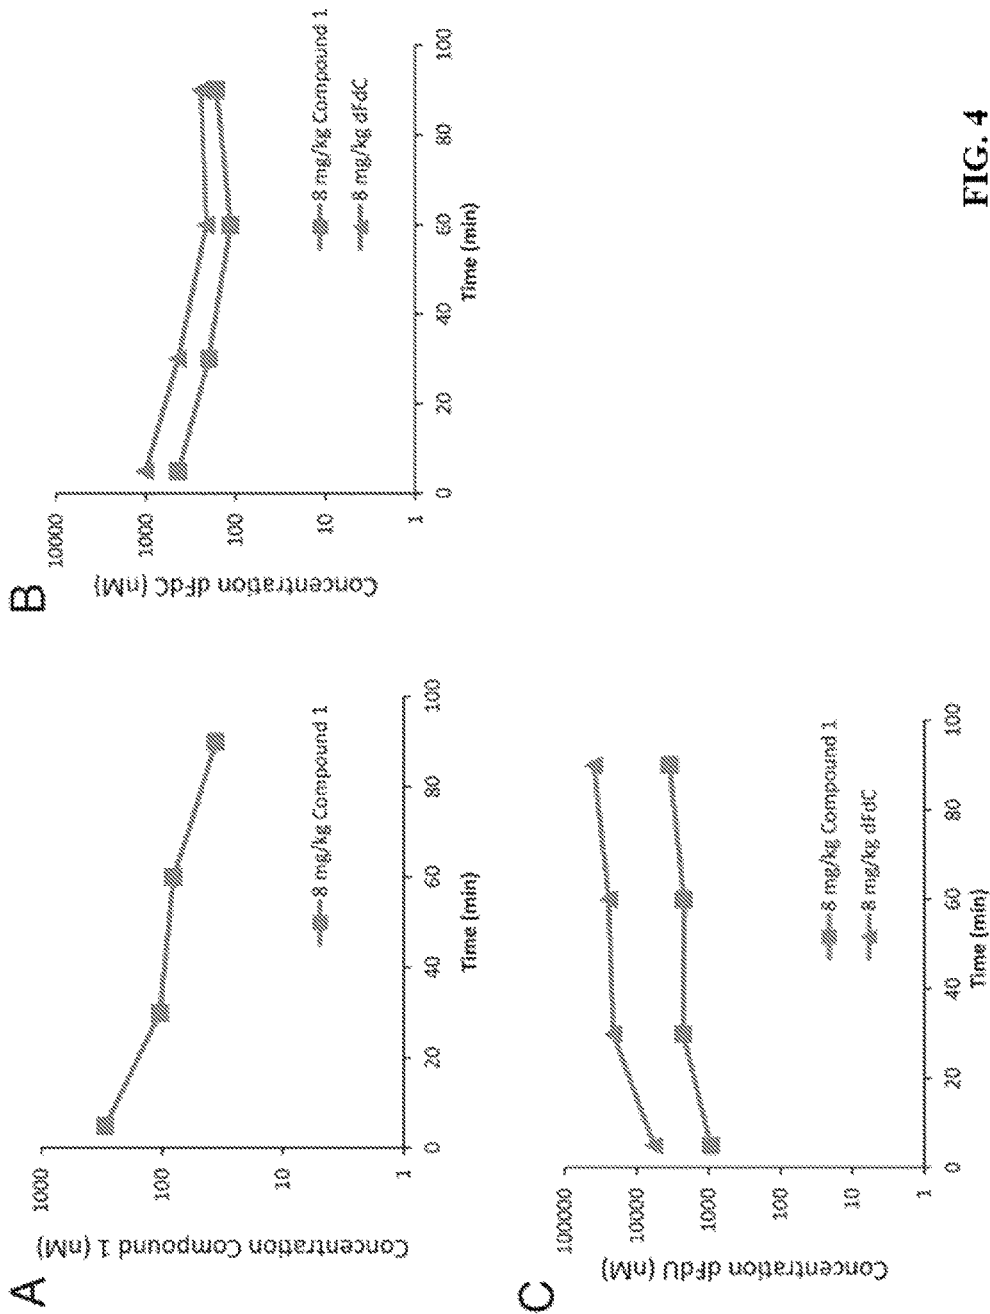 A
Concentration Compound 1 (nM)
1000
100
10
1
0
20
40
60
80
100
Time (min)
8 mg/kg Compound 1
B
Concentration dFdC (nM)
10000
1000
100
10
1
0
20
40
60
80
100
Time (min)
8 mg/kg Compound 1
8 mg/kg dFdC
C
Concentration dFdU (nM)
100000
10000
1000
10
1
0
20
40
60
80
100
Time (min)
8 mg/kg Compound 1
8 mg/kg dFdC
FIG. 4